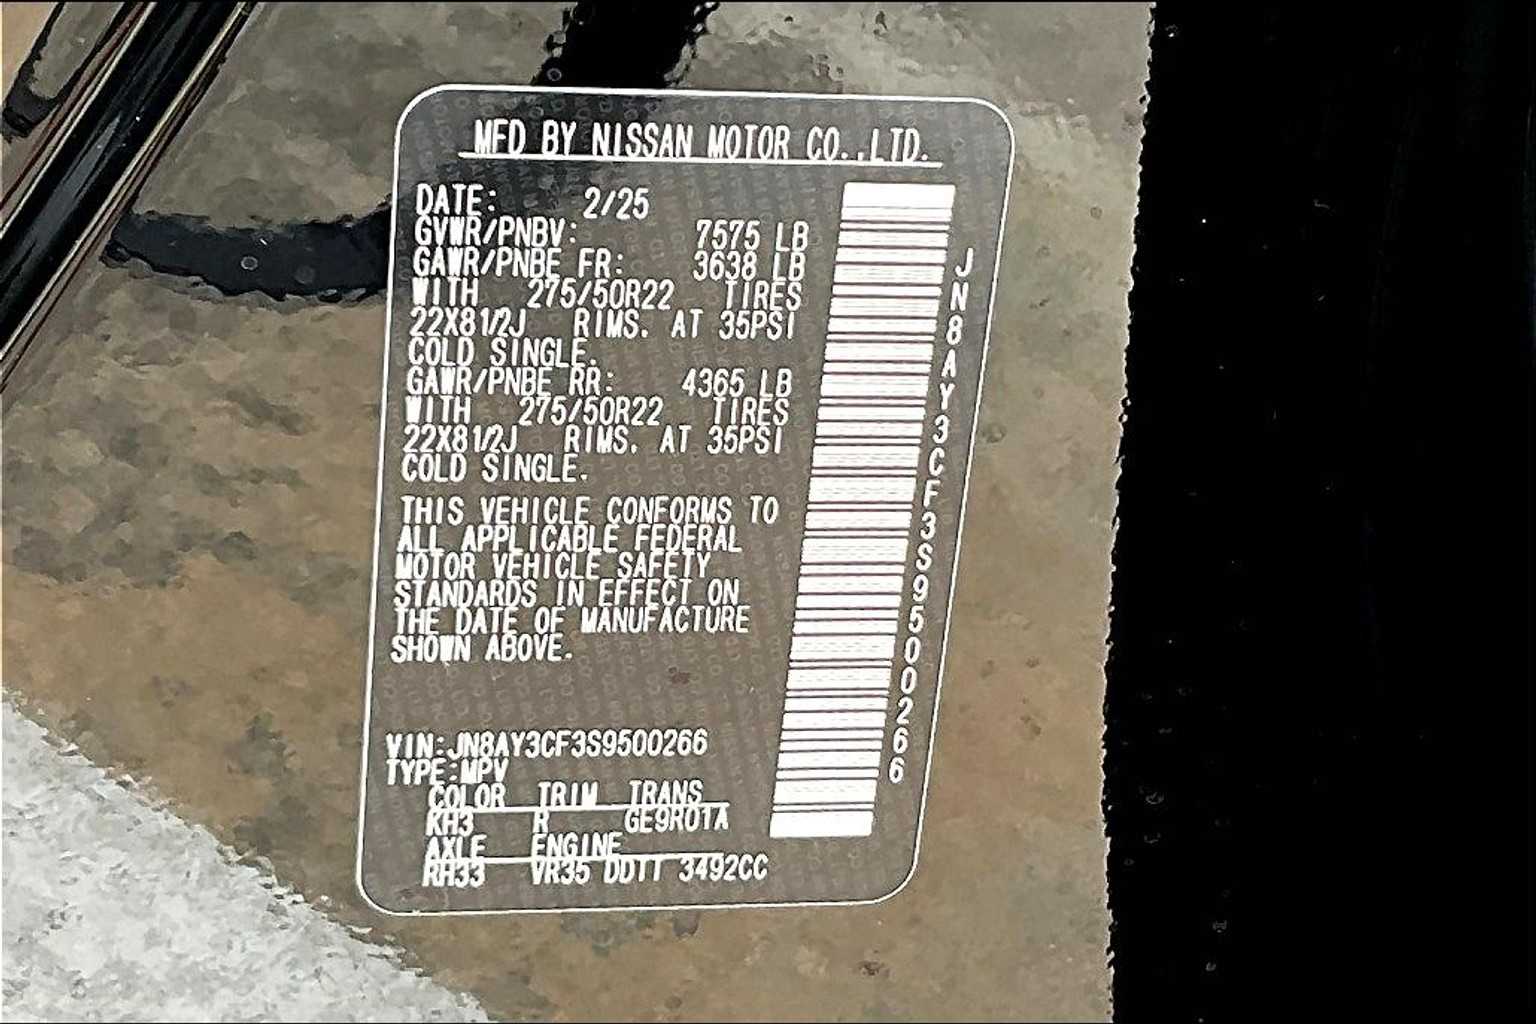 MFD BY NISSAN MOTOR CO.,LTD.
DATE: 2/25
GVWR/PNBV: 7575 LB
GAWR/PNBE FR: 3638 LB
WITH 275/50R22 TIRES
22X81/2J RIMS. AT 35PSI
COLD SINGLE.
GAWR/PNBE RR: 4365 LB
WITH 275/50R22 TIRES
22X81/2J RIMS. AT 35PSI
COLD SINGLE.
THIS VEHICLE CONFORMS TO
ALL APPLICABLE FEDERAL
MOTOR VEHICLE SAFETY
STANDARDS IN EFFECT ON
THE DATE OF MANUFACTURE
SHOWN ABOVE.
VIN:JN8AY3CF3S9500266
TYPE:MPV
COLOR TRIM TRANS
KH3 R GE9R01A
AXLE ENGINE
RH33 VR35 DDTT 3492CC
JN8AY3CF3S9500266